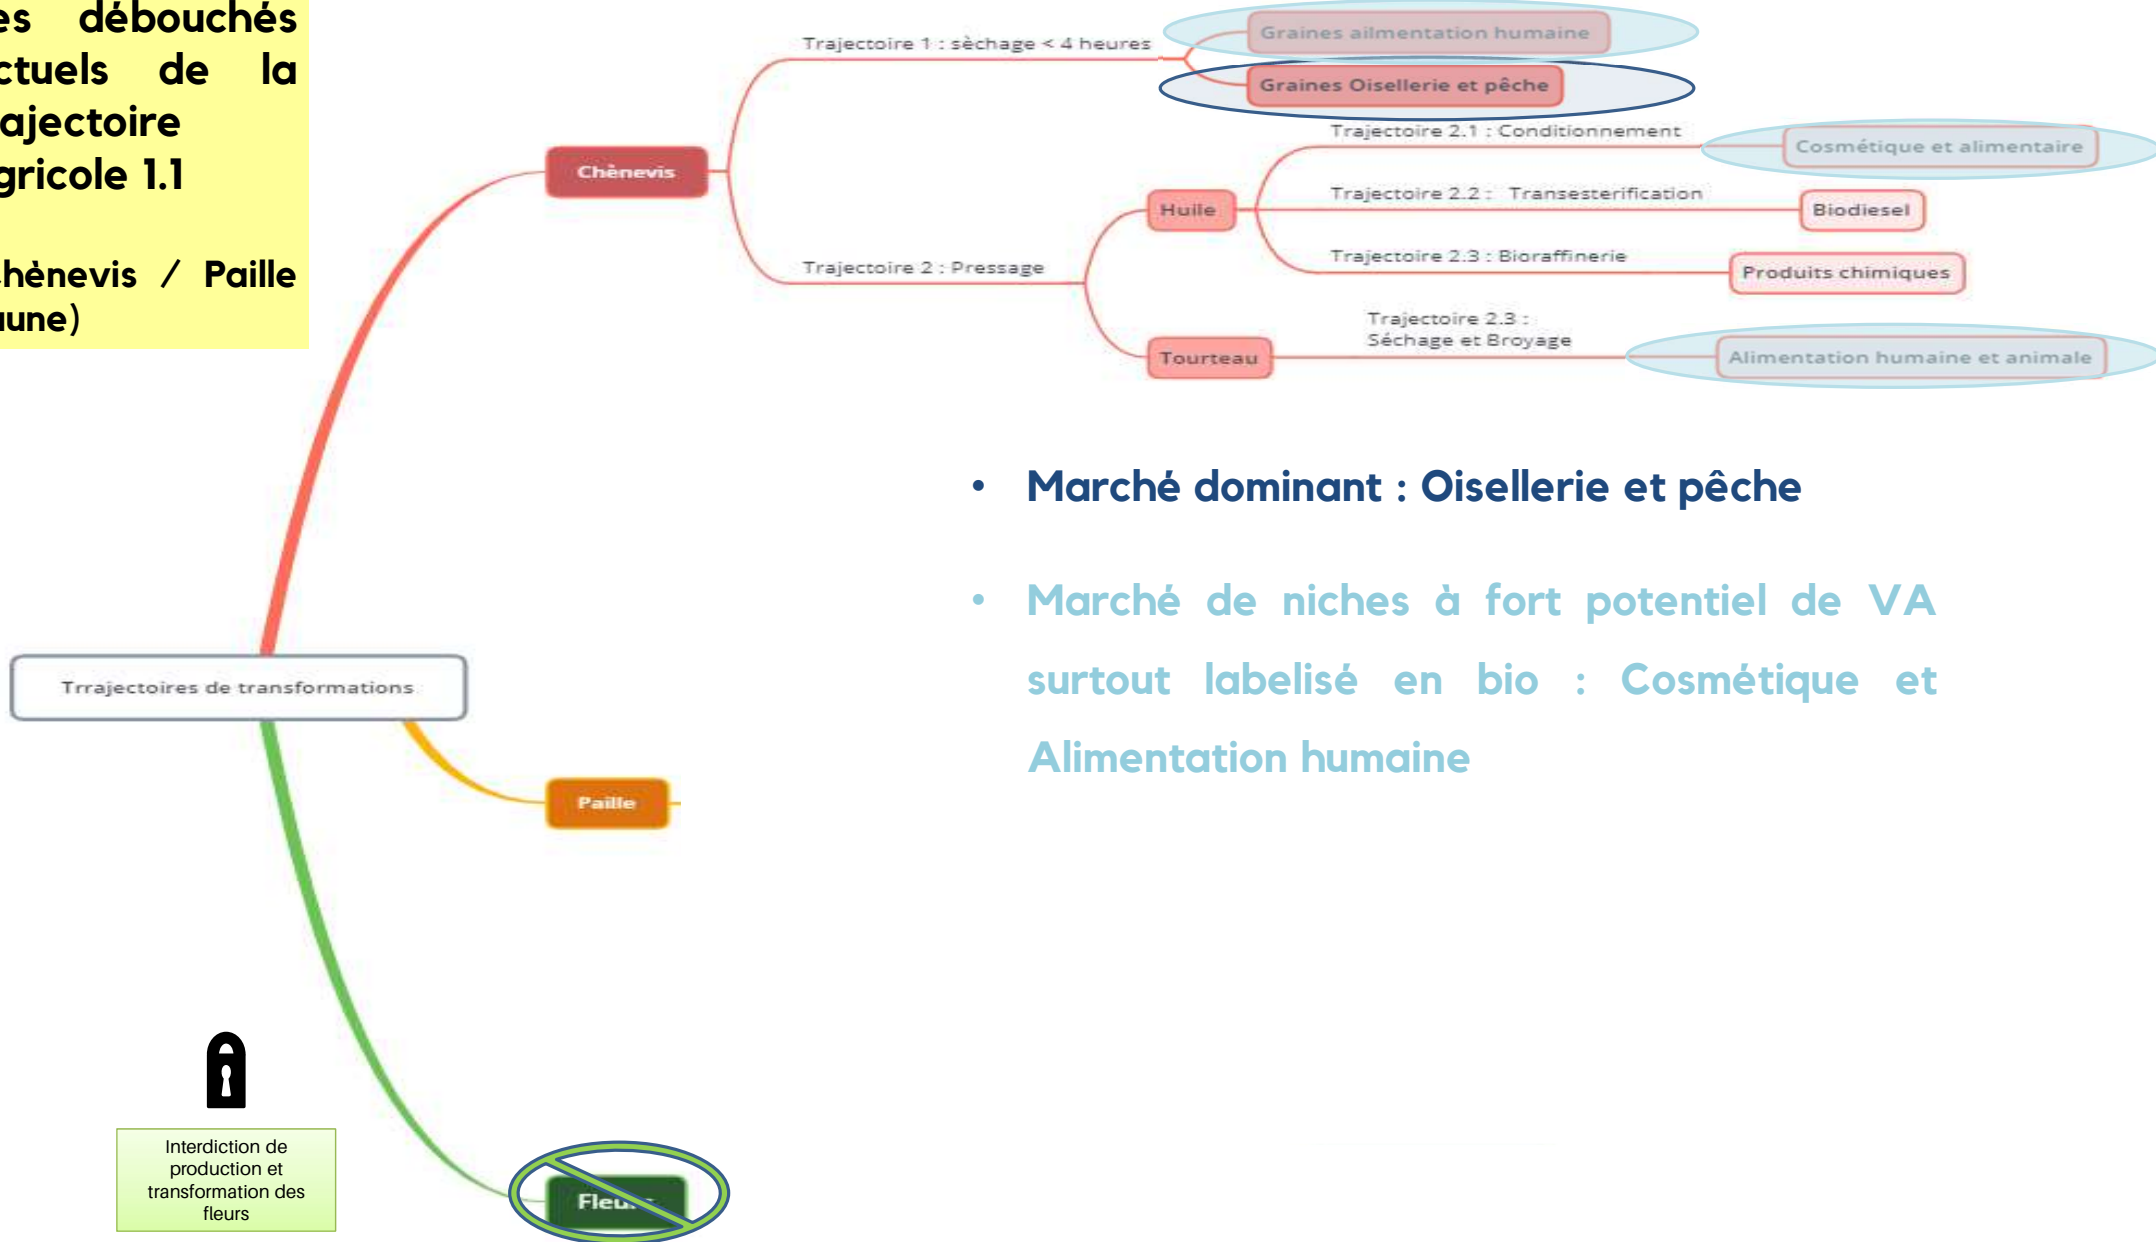 es débouchés
ctuels de la
ajectoire
gricole 1.1
hènevis / Paille
aune)
Trajectoire 1 : sèchage < 4 heures
Graines ailmentation humaine
Graines Oisellerie et pêche
Chènevis
Trajectoire 2.1 : Conditionnement
Cosmétique et alimentaire
Huile
Trajectoire 2.2 : Transesterification
Biodiesel
Trajectoire 2 : Pressage
Trajectoire 2.3 : Bioraffinerie
Produits chimiques
Trajectoire 2.3 :
Séchage et Broyage
Tourteau
Alimentation humaine et animale
• Marché dominant : Oisellerie et pêche
• Marché de niches à fort potentiel de VA
surtout labelisé en bio : Cosmétique et
Alimentation humaine
Trrajectoires de transformations
Paille
Interdiction de
production et
transformation des
fleurs